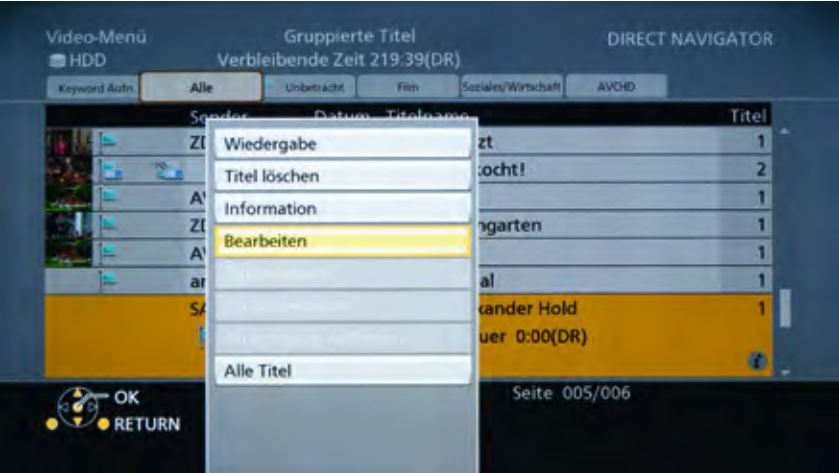 Video-Menü
Gruppierte Titel
DIRECT NAVIGATOR
HDD
Verbleibende Zeit 219:39(DR)
Keyword Aufn.
Alle
Unbetracht.
Film
Soziales/Wirtschaft
AVCHD
Sender Datum Titelname
Titel
Wiedergabe
Titel löschen
Information
Bearbeiten
Alle Titel
ZD
zt
1
kocht!
2
AV
1
ZD
ngarten
1
AV
1
ar
al
1
SA
xander Hold
1
uer 0:00(DR)
OK
RETURN
Seite 005/006